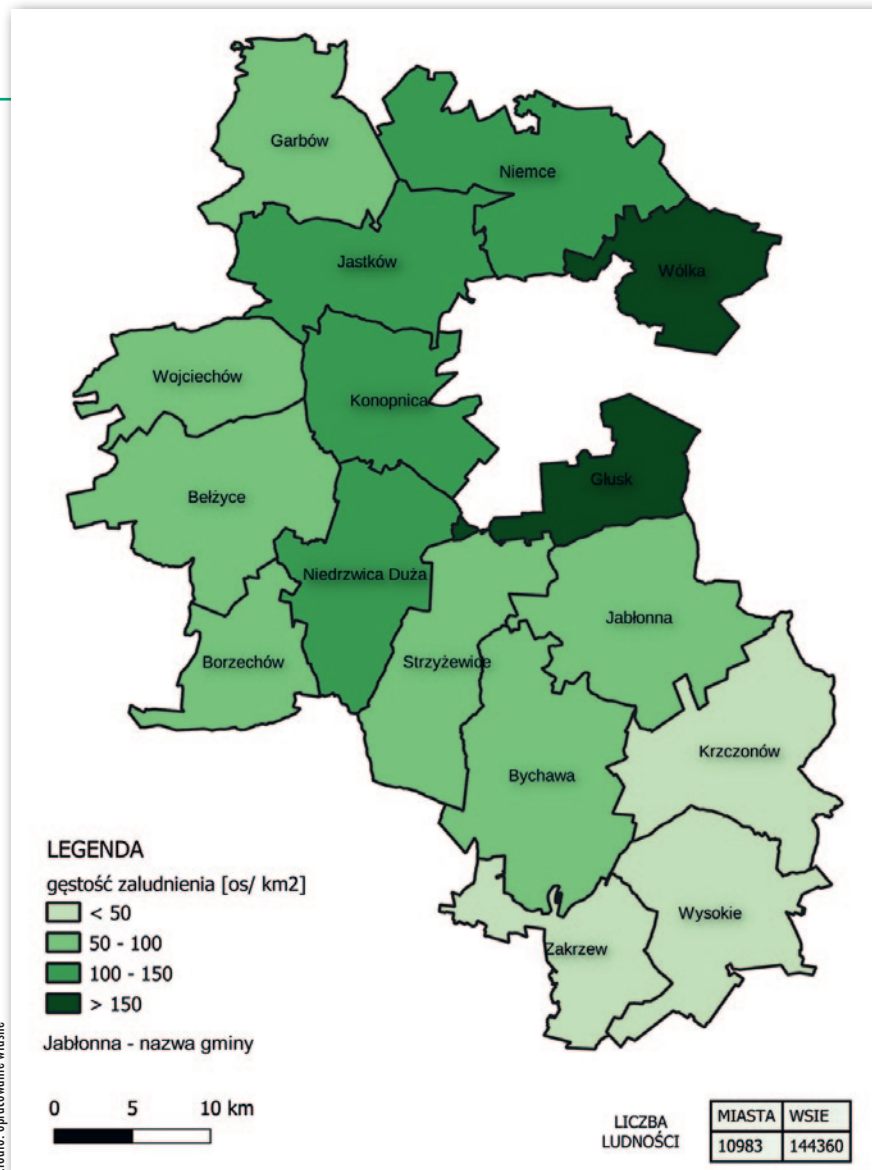 Garbów
Niemce
Jastków
Wólka
Wojciechów
Konopnica
Bełżyce
Głusk
Niedrzwica Duża
Jabłonna
Borzechów
Strzyżewice
Krzczonów
Bychawa
Wysokie
Zakrzew
LEGENDA
gęstość zaludnienia [os/ km2]
< 50
50 - 100
100 - 150
> 150
Jabłonna - nazwa gminy
0 5 10 km
LICZBA
LUDNOŚCI
MIASTA WSIE
10983 144360
opracowanie własne